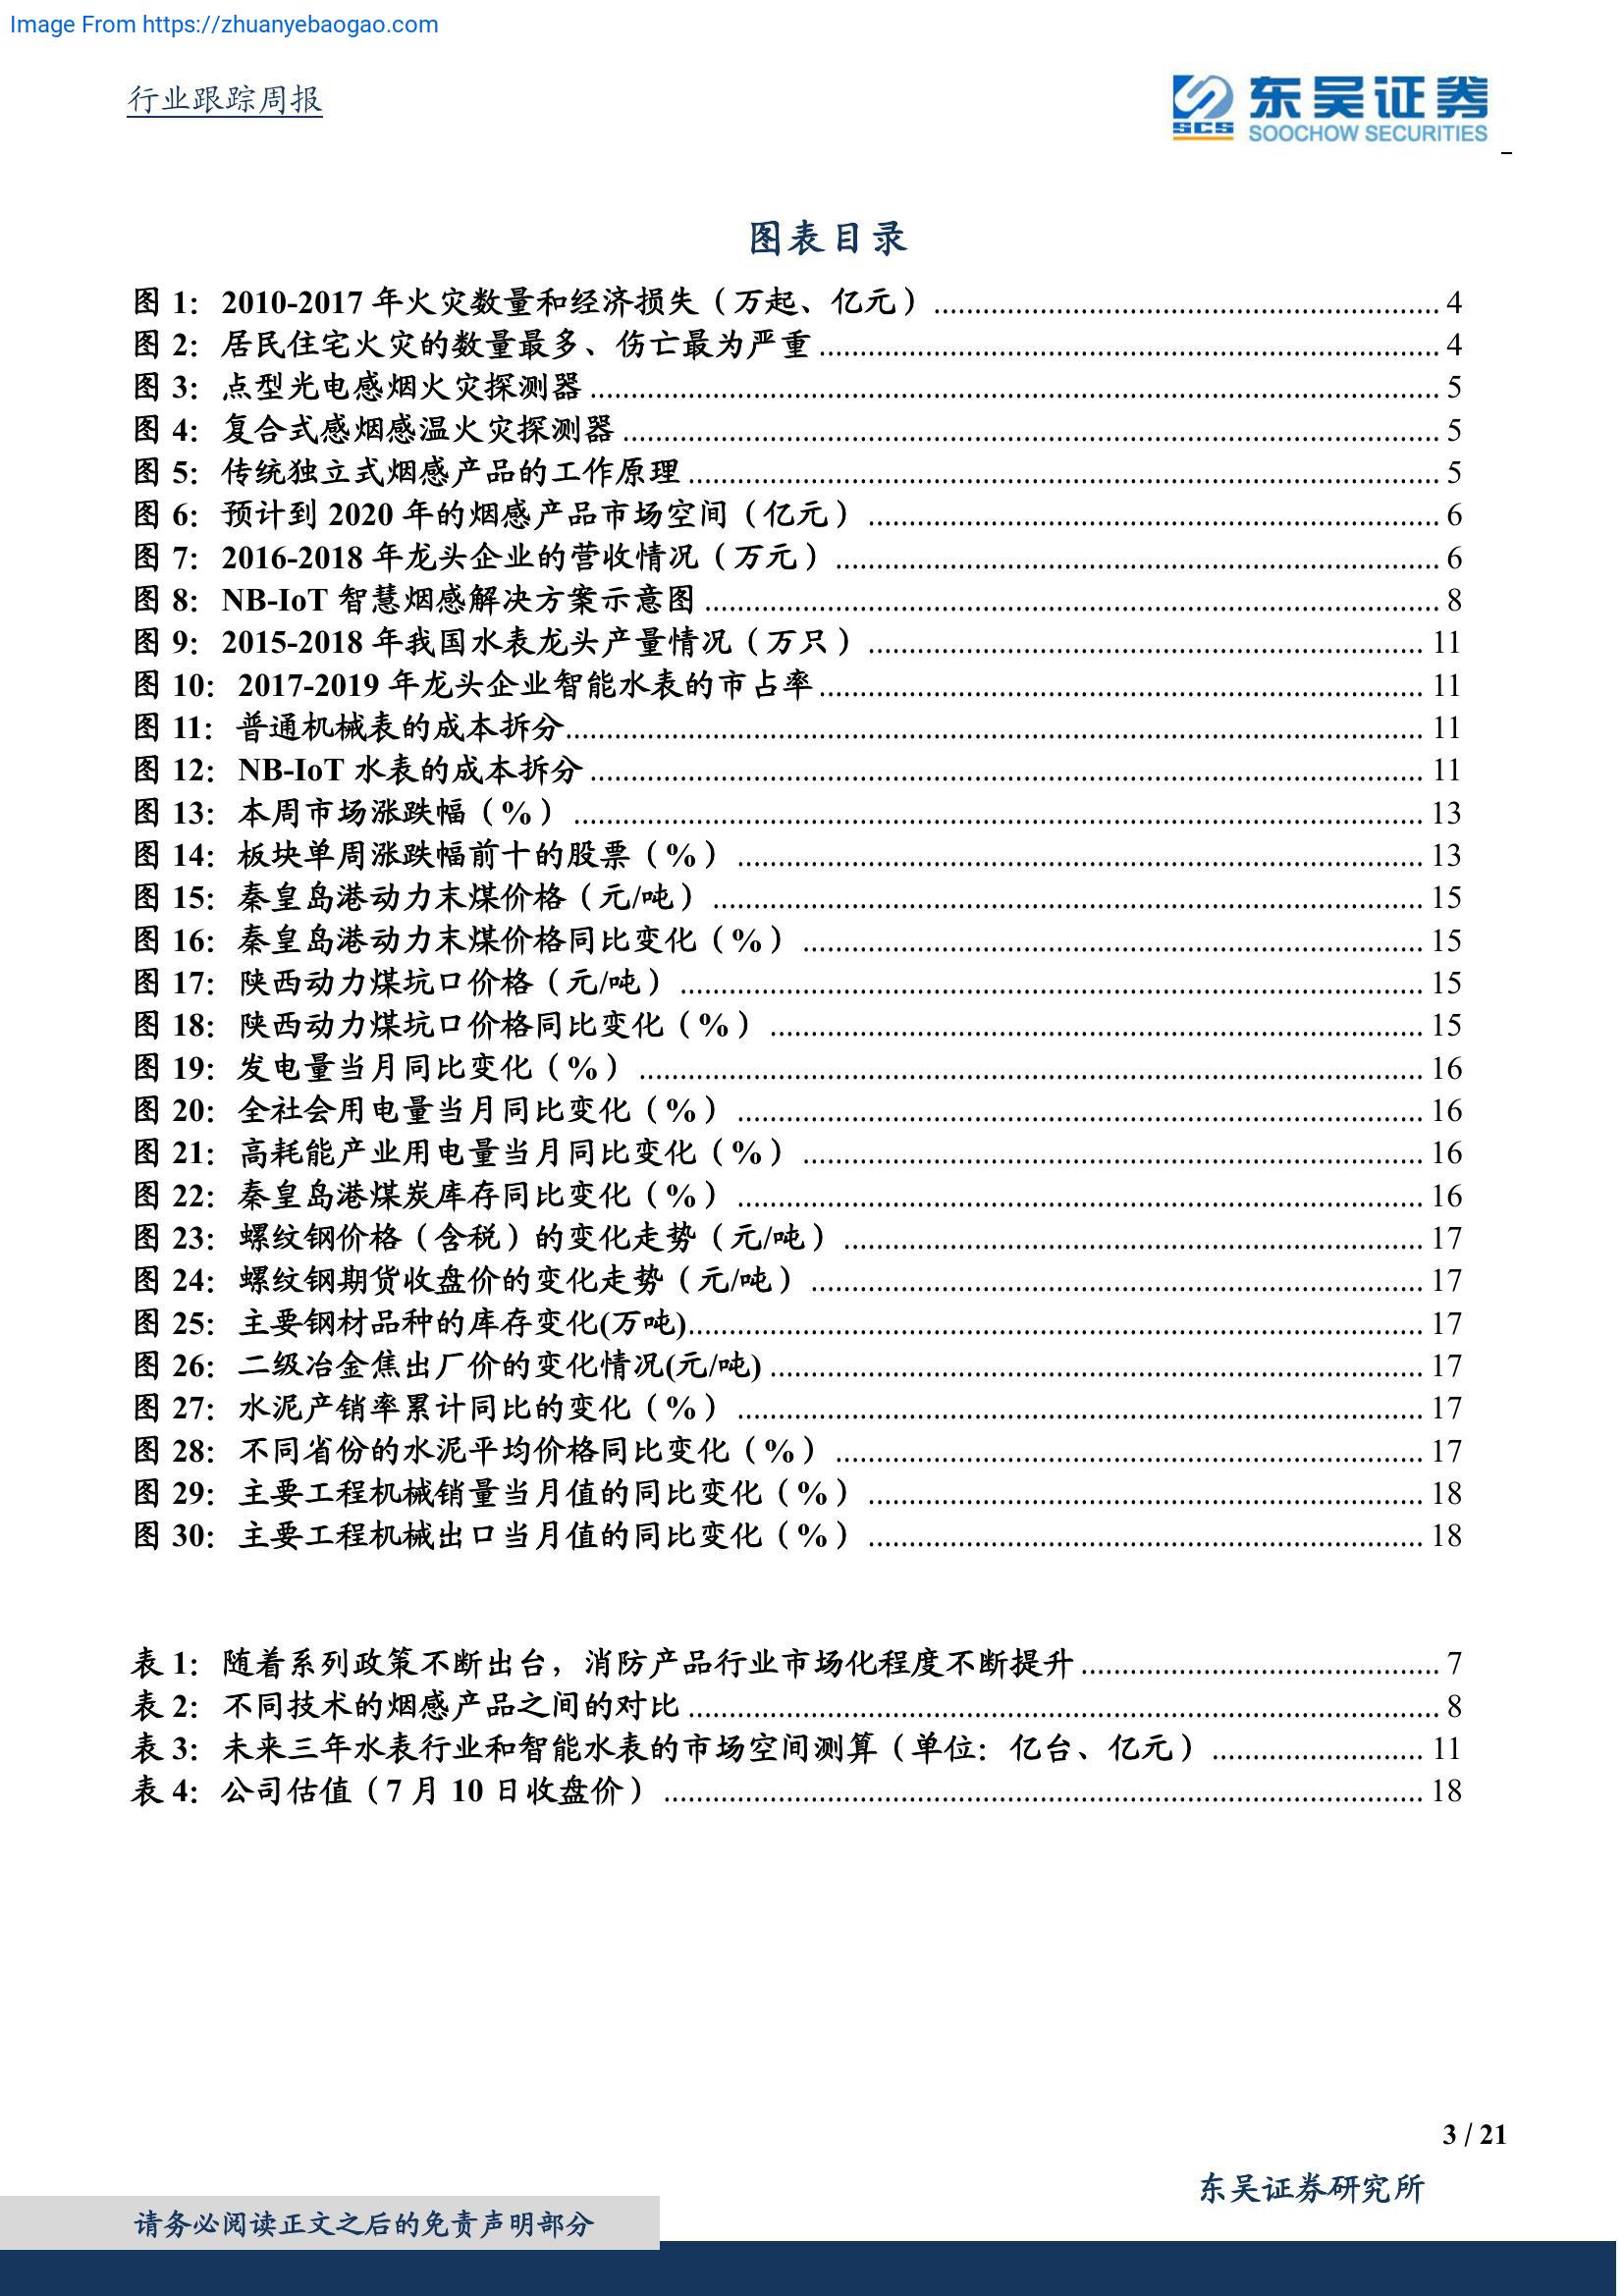 Image From https://zhuanyebaogao.com
行业跟踪周报
东吴证券
SCS SOOCHOW SECURITIES
图表目录
图 1：2010-2017 年火灾数量和经济损失（万起、亿元）..... 4
图 2：居民住宅火灾的数量最多、伤亡最为严重..... 4
图 3：点型光电感烟火灾探测器..... 5
图 4：复合式感烟感温火灾探测器..... 5
图 5：传统独立式烟感产品的工作原理..... 5
图 6：预计到 2020 年的烟感产品市场空间（亿元）..... 6
图 7：2016-2018 年龙头企业的营收情况（万元）..... 6
图 8：NB-IoT 智慧烟感解决方案示意图..... 8
图 9：2015-2018 年我国水表龙头产量情况（万只）..... 11
图 10：2017-2019 年龙头企业智能水表的市占率..... 11
图 11：普通机械表的成本拆分..... 11
图 12：NB-IoT 水表的成本拆分..... 11
图 13：本周市场涨跌幅（%）..... 13
图 14：板块单周涨跌幅前十的股票（%）..... 13
图 15：秦皇岛港动力末煤价格（元/吨）..... 15
图 16：秦皇岛港动力末煤价格同比变化（%）..... 15
图 17：陕西动力煤坑口价格（元/吨）..... 15
图 18：陕西动力煤坑口价格同比变化（%）..... 15
图 19：发电量当月同比变化（%）..... 16
图 20：全社会用电量当月同比变化（%）..... 16
图 21：高耗能产业用电量当月同比变化（%）..... 16
图 22：秦皇岛港煤炭库存同比变化（%）..... 16
图 23：螺纹钢价格（含税）的变化走势（元/吨）..... 17
图 24：螺纹钢期货收盘价的变化走势（元/吨）..... 17
图 25：主要钢材品种的库存变化(万吨)..... 17
图 26：二级冶金焦出厂价的变化情况(元/吨)..... 17
图 27：水泥产销率累计同比的变化（%）..... 17
图 28：不同省份的水泥平均价格同比变化（%）..... 17
图 29：主要工程机械销量当月值的同比变化（%）..... 18
图 30：主要工程机械出口当月值的同比变化（%）..... 18
表 1：随着系列政策不断出台，消防产品行业市场化程度不断提升..... 7
表 2：不同技术的烟感产品之间的对比..... 8
表 3：未来三年水表行业和智能水表的市场空间测算（单位：亿台、亿元）..... 11
表 4：公司估值（7 月 10 日收盘价）..... 18
3 / 21
东吴证券研究所
请务必阅读正文之后的免责声明部分